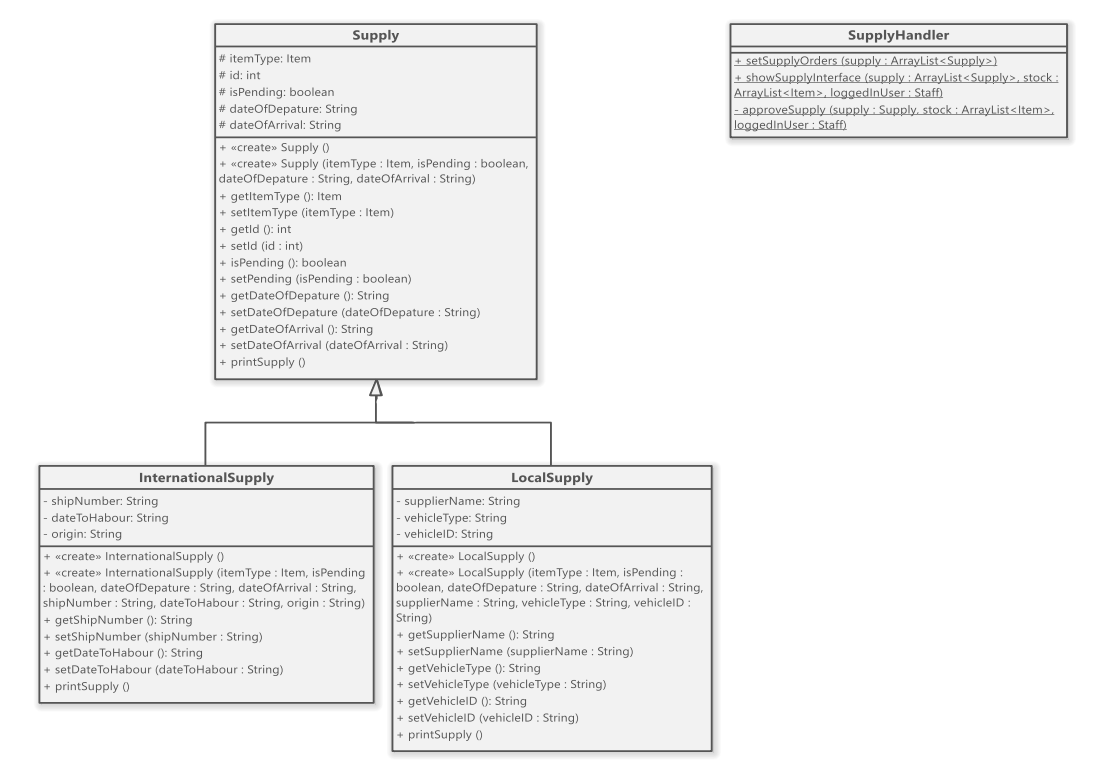 Supply
# itemType: Item
# id: int
# isPending: boolean
# dateOfDepature: String
# dateOfArrival: String
+ «create» Supply ()
+ «create» Supply (itemType : Item, isPending : boolean,
dateOfDepature : String, dateOfArrival : String)
+ getItemType (): Item
+ setItemType (itemType : Item)
+ getId (): int
+ setId (id : int)
+ isPending (): boolean
+ setPending (isPending : boolean)
+ getDateOfDepature (): String
+ setDateOfDepature (dateOfDepature : String)
+ getDateOfArrival (): String
+ setDateOfArrival (dateOfArrival : String)
+ printSupply ()
SupplyHandler
+ setSupplyOrders (supply : ArrayList<Supply>)
+ showSupplyInterface (supply : ArrayList<Supply>, stock :
ArrayList<Item>, loggedInUser : Staff)
- approveSupply (supply : Supply, stock : ArrayList<Item>,
loggedInUser : Staff)
InternationalSupply
- shipNumber: String
- dateToHabour: String
- origin: String
+ «create» InternationalSupply ()
+ «create» InternationalSupply (itemType : Item, isPending
: boolean, dateOfDepature : String, dateOfArrival : String,
shipNumber : String, dateToHabour : String, origin : String)
+ getShipNumber (): String
+ setShipNumber (shipNumber : String)
+ getDateToHabour (): String
+ setDateToHabour (dateToHabour : String)
+ printSupply ()
LocalSupply
- supplierName: String
- vehicleType: String
- vehicleID: String
+ «create» LocalSupply ()
+ «create» LocalSupply (itemType : Item, isPending :
boolean, dateOfDepature : String, dateOfArrival : String,
supplierName : String, vehicleType : String, vehicleID :
String)
+ getSupplierName (): String
+ setSupplierName (supplierName : String)
+ getVehicleType (): String
+ setVehicleType (vehicleType : String)
+ getVehicleID (): String
+ setVehicleID (vehicleID : String)
+ printSupply ()